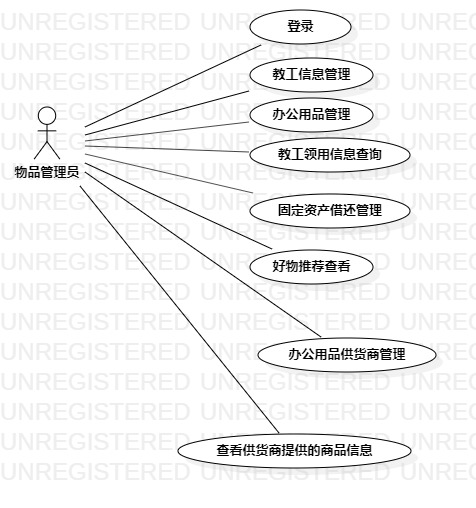 登录
教工信息管理
办公用品管理
教工领用信息查询
物品管理员
固定资产借还管理
好物推荐查看
办公用品供货商管理
查看供货商提供的商品信息
UNREGISTERED UNREGISTERED UNREGISTERED